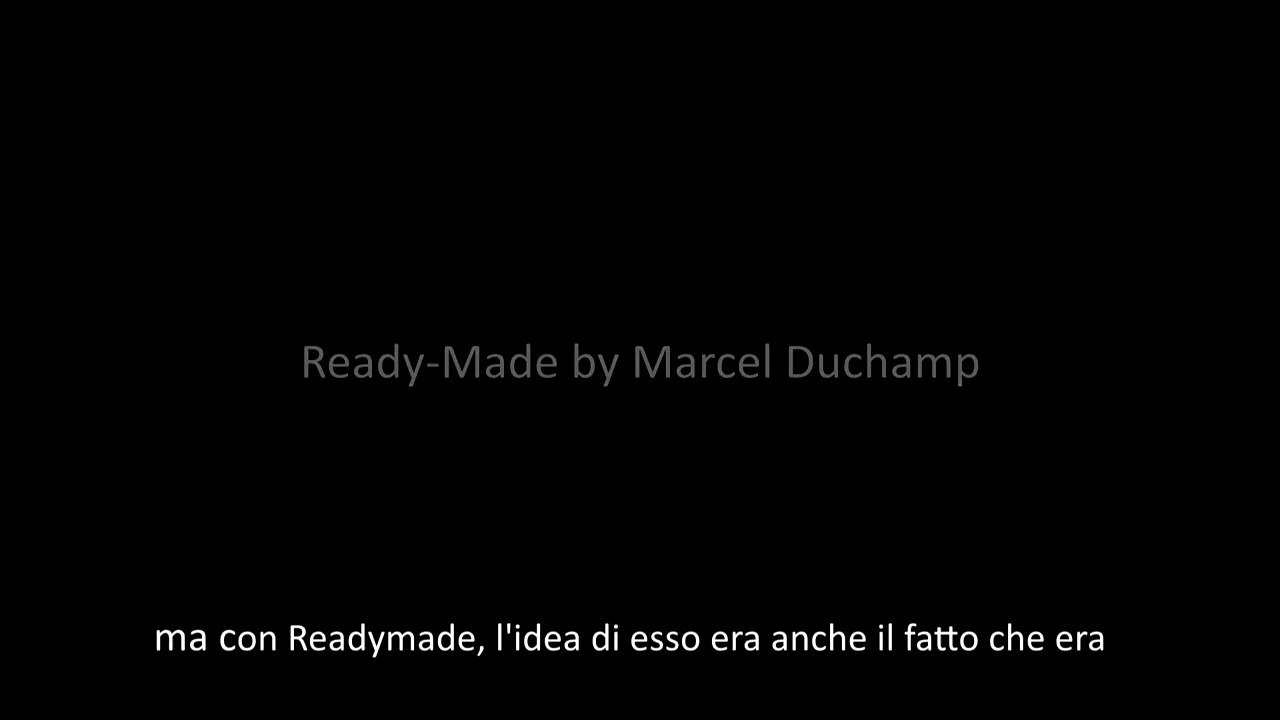 Ready-Made by Marcel Duchamp
ma con Readymade, l'idea di esso era anche il fatto che era